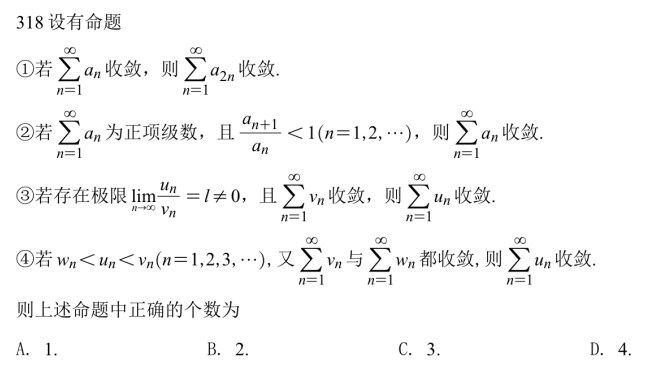 318 设有命题
①若 $\sum_{n=1}^{\infty} a_n$ 收敛，则 $\sum_{n=1}^{\infty} a_{2n}$ 收敛.
②若 $\sum_{n=1}^{\infty} a_n$ 为正项级数，且 $\frac{a_{n+1}}{a_n}<1(n=1,2,\cdots)$，则 $\sum_{n=1}^{\infty} a_n$ 收敛.
③若存在极限 $\lim_{n\to\infty}\frac{u_n}{v_n}=l\neq 0$，且 $\sum_{n=1}^{\infty} v_n$ 收敛，则 $\sum_{n=1}^{\infty} u_n$ 收敛.
④若 $w_n<u_n<v_n(n=1,2,3,\cdots)$, 又 $\sum_{n=1}^{\infty} v_n$ 与 $\sum_{n=1}^{\infty} w_n$ 都收敛, 则 $\sum_{n=1}^{\infty} u_n$ 收敛.
则上述命题中正确的个数为
A. 1. B. 2. C. 3. D. 4.